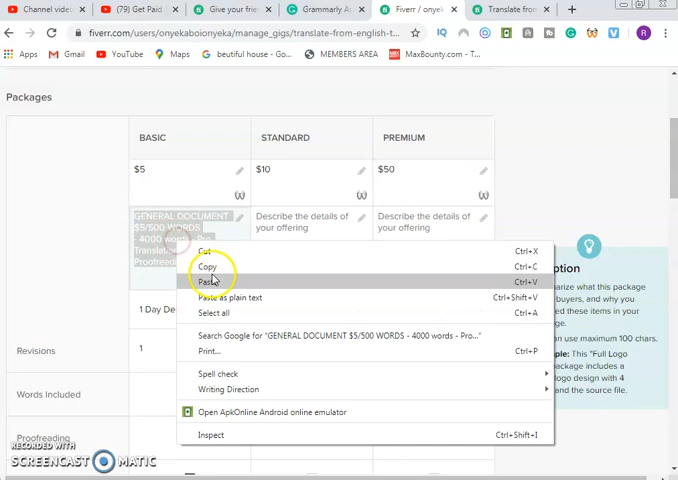 Channel video
(79) Get Paid
Give your frie
Grammarly A
Fiverr / onyek
Translate from
fiverr.com/users/onyekaboionyeka/manage_gigs/translate-from-english-t
R
Apps
Gmail
YouTube
Maps
G beutiful house - G...
MEMBERS AREA
MaxBounty.com - T...
Packages
BASIC
STANDARD
PREMIUM
$5
$10
$50
GENERAL DOCUMENT
$5/500 WORDS
- 4000 words - Pro
Translation
Proofreadi
Describe the details of
your offering
Describe the details of
your offering
Cut Ctrl+X
Copy Ctrl+C
Paste Ctrl+V
Paste as plain text Ctrl+Shift+V
Select all Ctrl+A
Search Google for "GENERAL DOCUMENT $5/500 WORDS - 4000 words - Pro..."
Print... Ctrl+P
Spell check
Writing Direction
Open ApkOnline Android online emulator
Inspect Ctrl+Shift+I
ption
ummarize what this package
buyers, and why you
ed these items in your
ge.
n use maximum 100 chars.
ple: This "Full Logo
package includes a
logo design with 4
and the source file.
1 Day De
Revisions
1
Words Included
Proofreading
RECORDED WITH
SCREENCAST MATIC